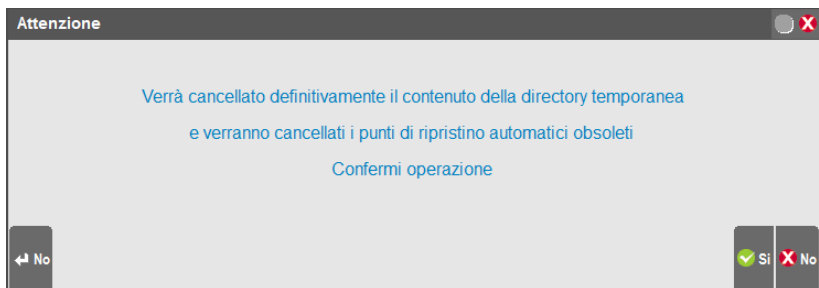 Attenzione
Verrà cancellato definitivamente il contenuto della directory temporanea
e verranno cancellati i punti di ripristino automatici obsoleti
Confermi operazione
No
Si
No